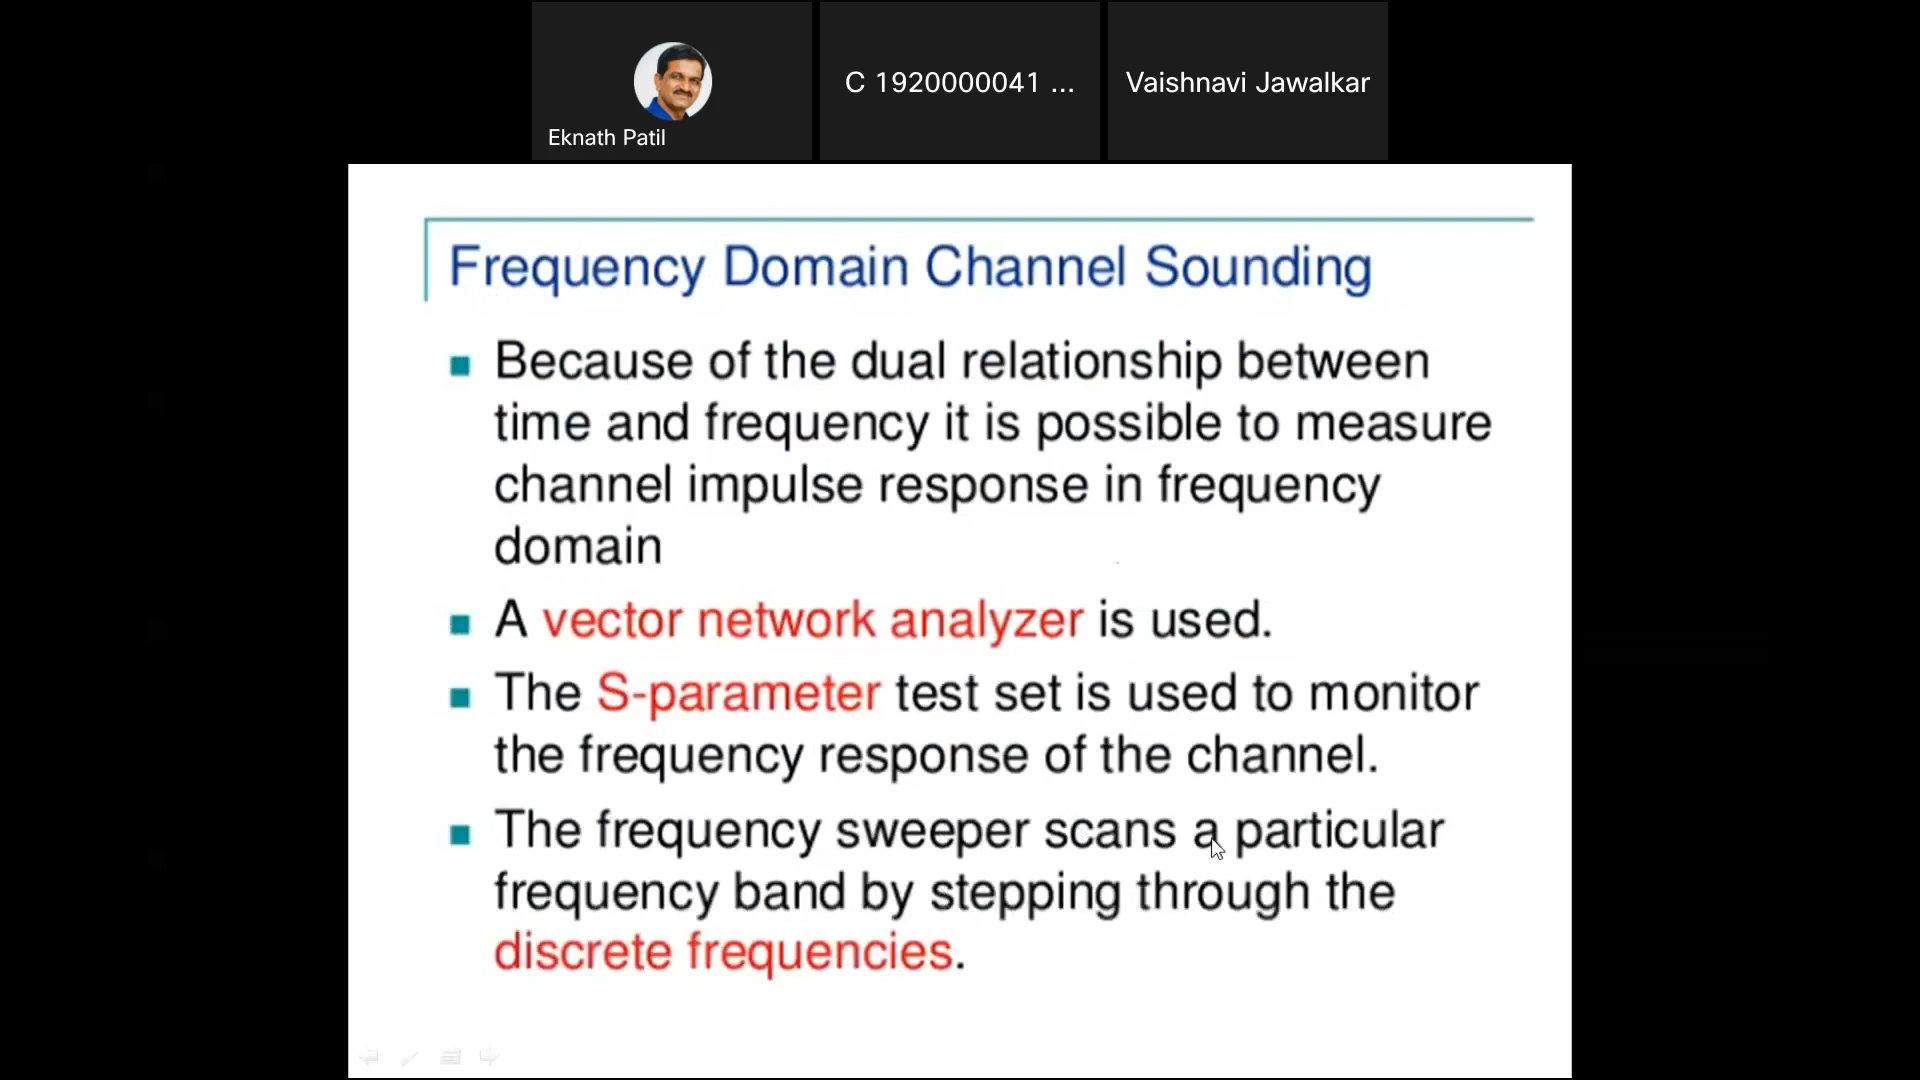 Eknath Patil
C 1920000041 ...
Vaishnavi Jawalkar
Frequency Domain Channel Sounding
Because of the dual relationship between
time and frequency it is possible to measure
channel impulse response in frequency
domain
A vector network analyzer is used.
The S-parameter test set is used to monitor
the frequency response of the channel.
The frequency sweeper scans a particular
frequency band by stepping through the
discrete frequencies.